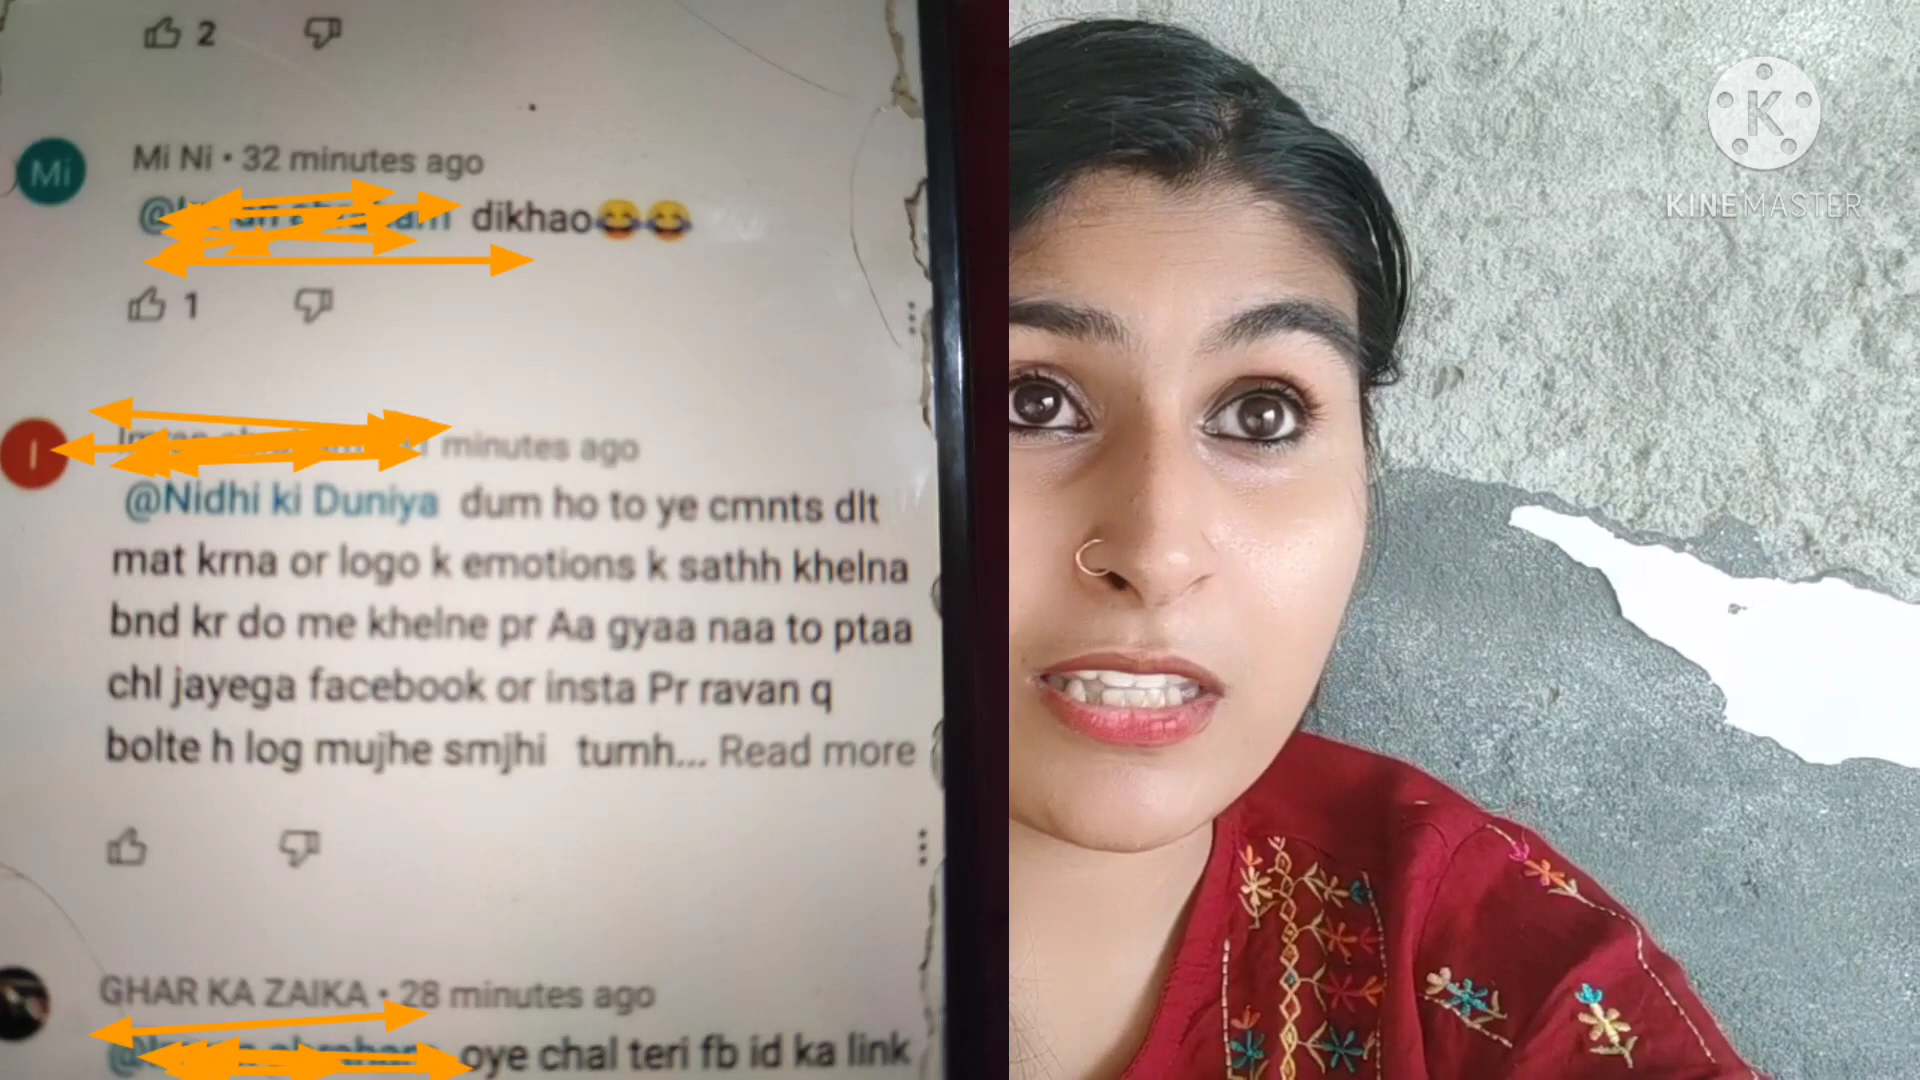 2
Mi
Mi Ni • 32 minutes ago
dikhao😂😂
1
I
minutes ago
@Nidhi ki Duniya dum ho to ye cmnts dlt
mat krna or logo k emotions k sathh khelna
bnd kr do me khelne pr Aa gyaa naa to ptaa
chl jayega facebook or insta Pr ravan q
bolte h log mujhe smjhi tumh... Read more
GHAR KA ZAIKA • 28 minutes ago
oye chal teri fb id ka link
K
KINEMASTER